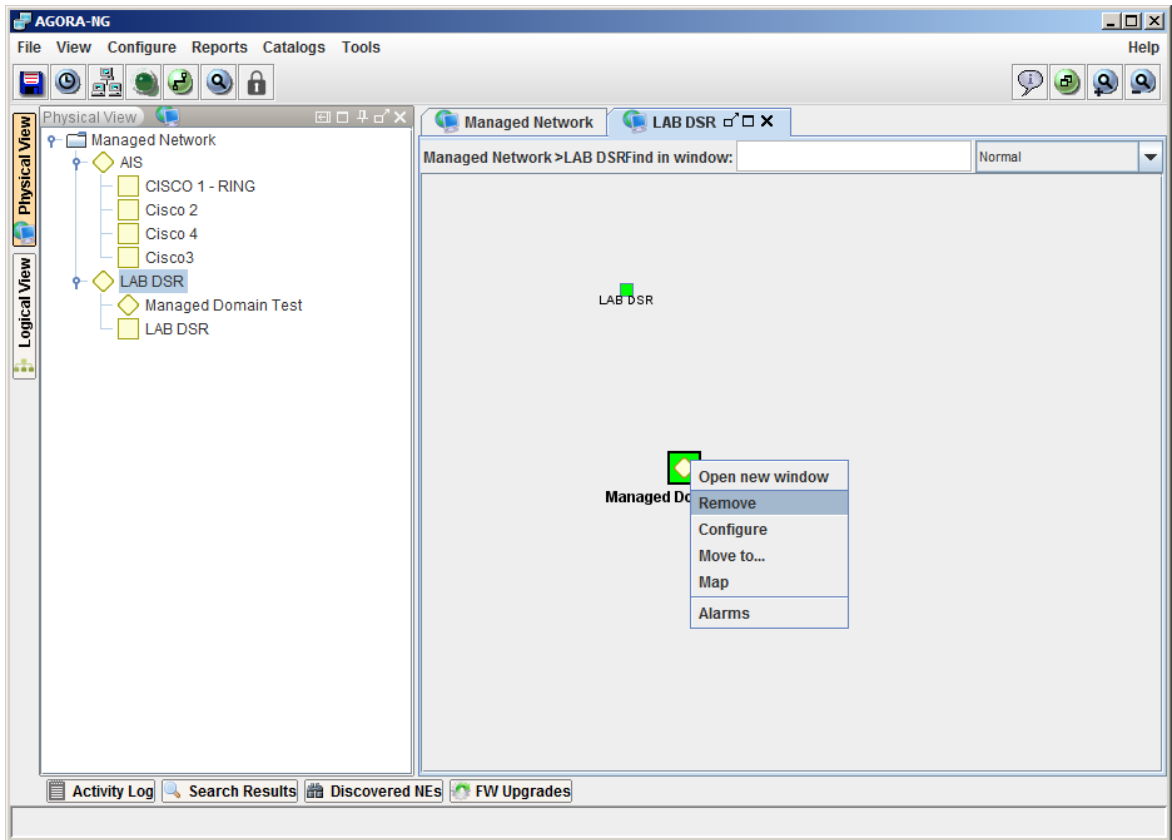 AGORA-NG
File View Configure Reports Catalogs Tools Help
Physical View
Logical View
Physical View
Managed Network
AIS
CISCO 1 - RING
Cisco 2
Cisco 4
Cisco3
LAB DSR
Managed Domain Test
LAB DSR
Managed Network
LAB DSR
Managed Network>LAB DSRFind in window:
Normal
LAB DSR
Managed Do
Open new window
Remove
Configure
Move to...
Map
Alarms
Activity Log
Search Results
Discovered NEs
FW Upgrades